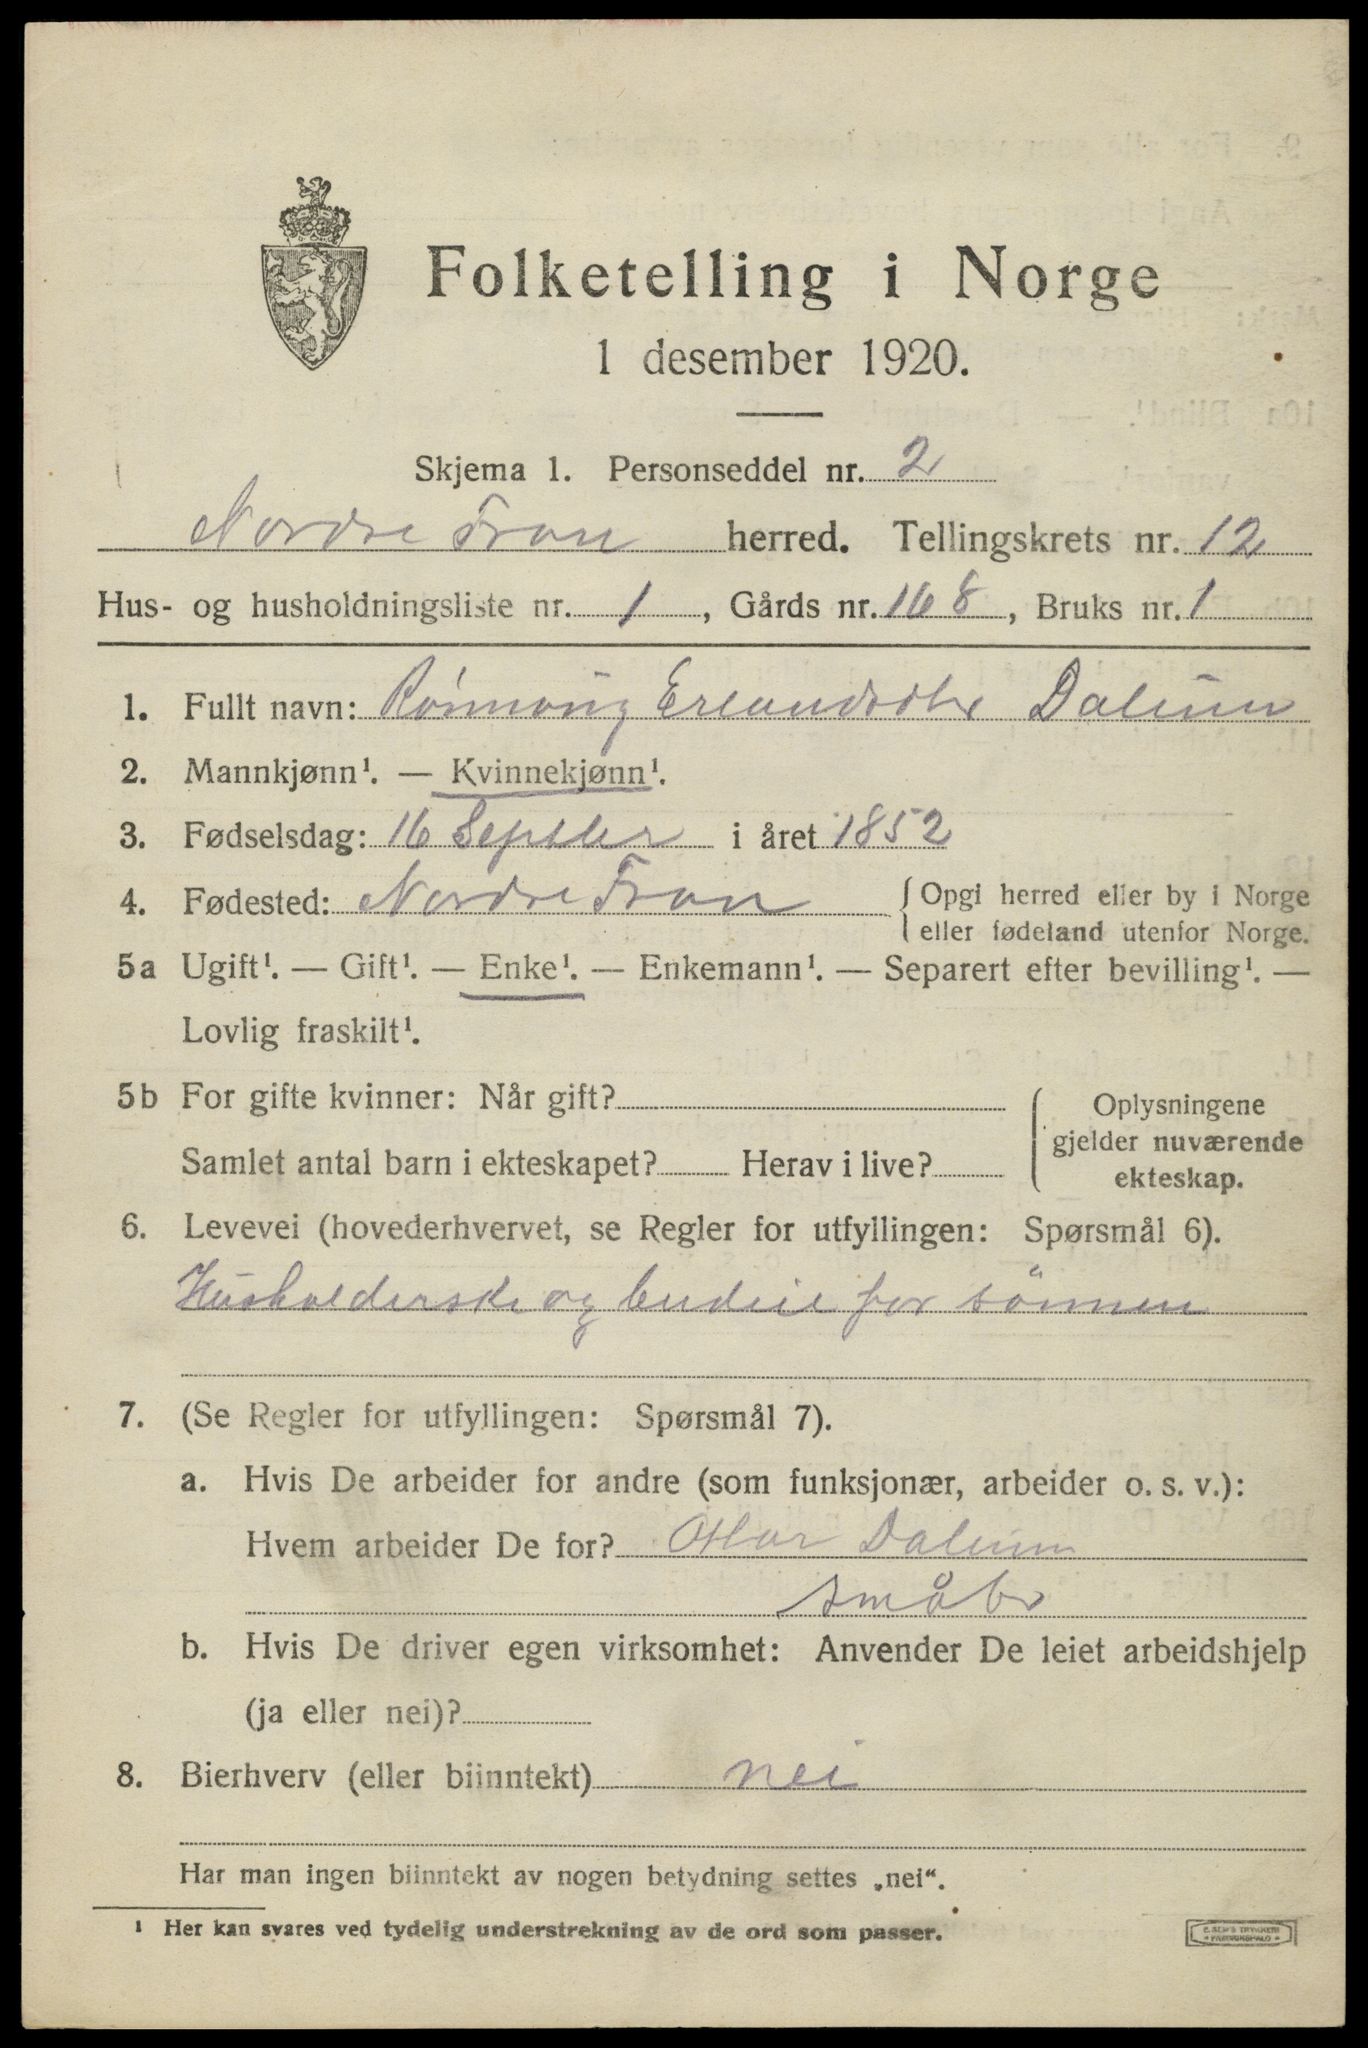 Folketelling i Norge
1 desember 1920.
Skjema 1. Personseddel nr. 2
Nordre Fron herred. Tellingskrets nr. 12
Hus- og husholdningsliste nr. 1, Gårds nr. 168, Bruks nr. 1
1. Fullt navn: Rønnaug Erlandsdtr Dalum
2. Mannkjønn¹. — Kvinnekjønn¹.
3. Fødselsdag: 16 Septbr i året 1852
4. Fødested: Nordre Fron { Opgi herred eller by i Norge
eller fødeland utenfor Norge.
5a Ugift¹. — Gift¹. — Enke¹. — Enkemann¹. — Separert efter bevilling¹. —
Lovlig fraskilt¹.
5b For gifte kvinner: Når gift?
Samlet antal barn i ekteskapet? Herav i live?
Oplysningene
gjelder nuværende
ekteskap.
6. Levevei (hovederhvervet, se Regler for utfyllingen: Spørsmål 6).
Husholderske og budeie for sönnen
7. (Se Regler for utfyllingen: Spørsmål 7).
a. Hvis De arbeider for andre (som funksjonær, arbeider o. s. v.):
Hvem arbeider De for? Dalum
småbr
b. Hvis De driver egen virksomhet: Anvender De leiet arbeidshjelp
(ja eller nei)?
8. Bierhverv (eller biinntekt) nei
Har man ingen biinntekt av nogen betydning settes „nei“.
¹ Her kan svares ved tydelig understrekning av de ord som passer.